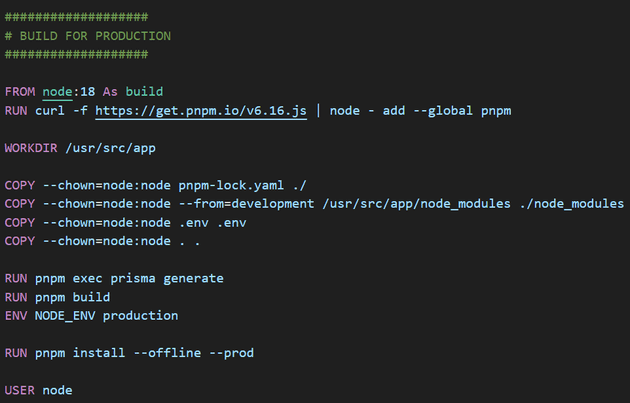 ###################
# BUILD FOR PRODUCTION
###################
FROM node:18 As build
RUN curl -f https://get.pnpm.io/v6.16.js | node - add --global pnpm
WORKDIR /usr/src/app
COPY --chown=node:node pnpm-lock.yaml ./
COPY --chown=node:node --from=development /usr/src/app/node_modules ./node_modules
COPY --chown=node:node .env .env
COPY --chown=node:node . .
RUN pnpm exec prisma generate
RUN pnpm build
ENV NODE_ENV production
RUN pnpm install --offline --prod
USER node